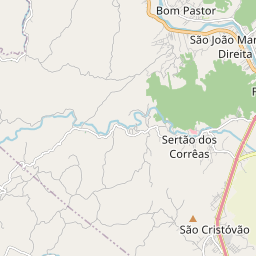 Bom Pastor
São João Mar
Direita
F
Sertão dos
Corrêas
São Cristóvão